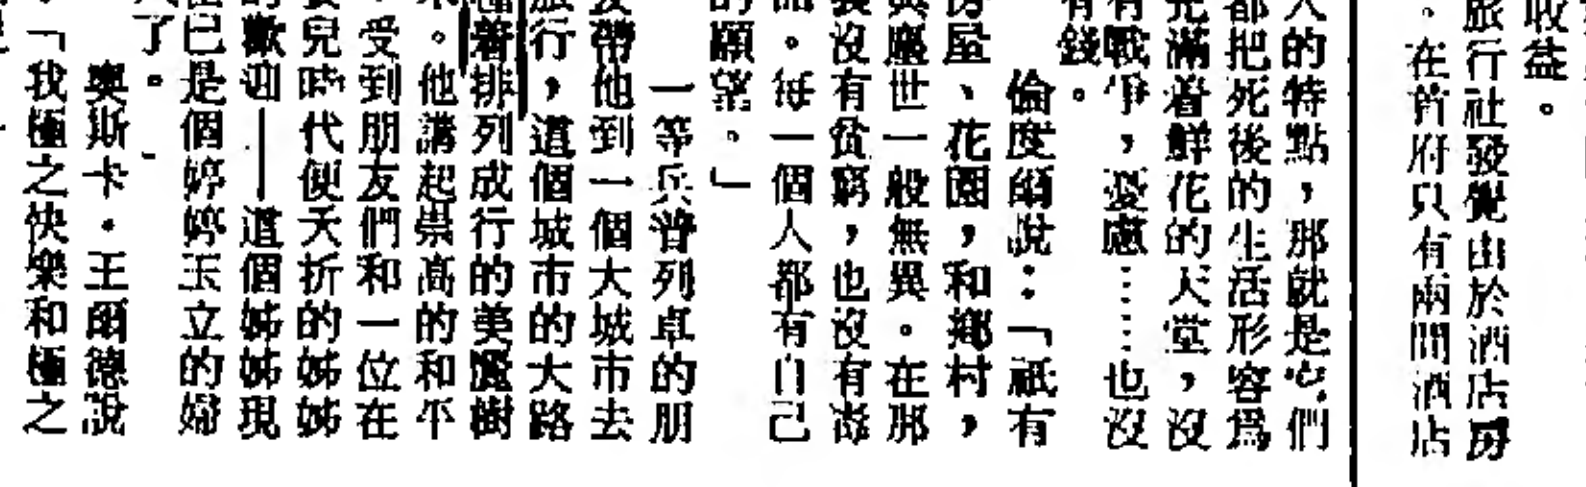 收益。
旅行社發覺由於酒店房
。在首府只有兩間酒店
人的特點，那就是它們
都把死後的生活形容爲
充滿着鮮花的天堂，沒
有戰爭，憂慮……也沒
有錢。
倫度爾說：「祇有
房屋、花園，和鄉村，
與塵世一般無異。在那
裏沒有貧窮，也沒有
。每一個人都有自己
的願望。」
一等兵普列卓的朋
友帶他到一個大城市去
旅行，這個城市的大路
着排列成行的美麗樹
。他講起崇高的和平
，受到朋友們和一位在
嬰兒時代便夭折的姊姊
的歡迎——這個姊姊現
在已是個婷婷玉立的婦
人了。
奧斯卡・王爾德說
「我極之快樂和極之